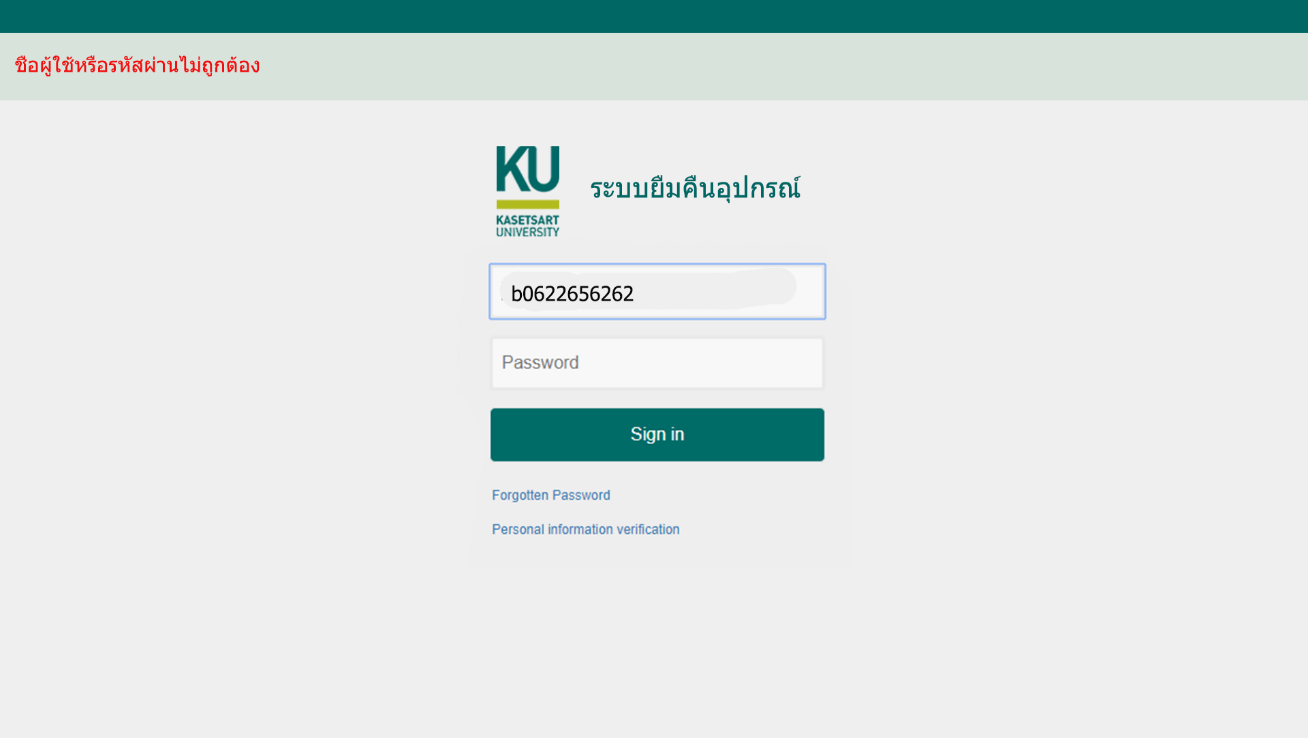 ชื่อผู้ใช้หรือรหัสผ่านไม่ถูกต้อง
KU
KASETSART
UNIVERSITY
ระบบยืมคืนอุปกรณ์
b0622656262
Password
Sign in
Forgotten Password
Personal information verification